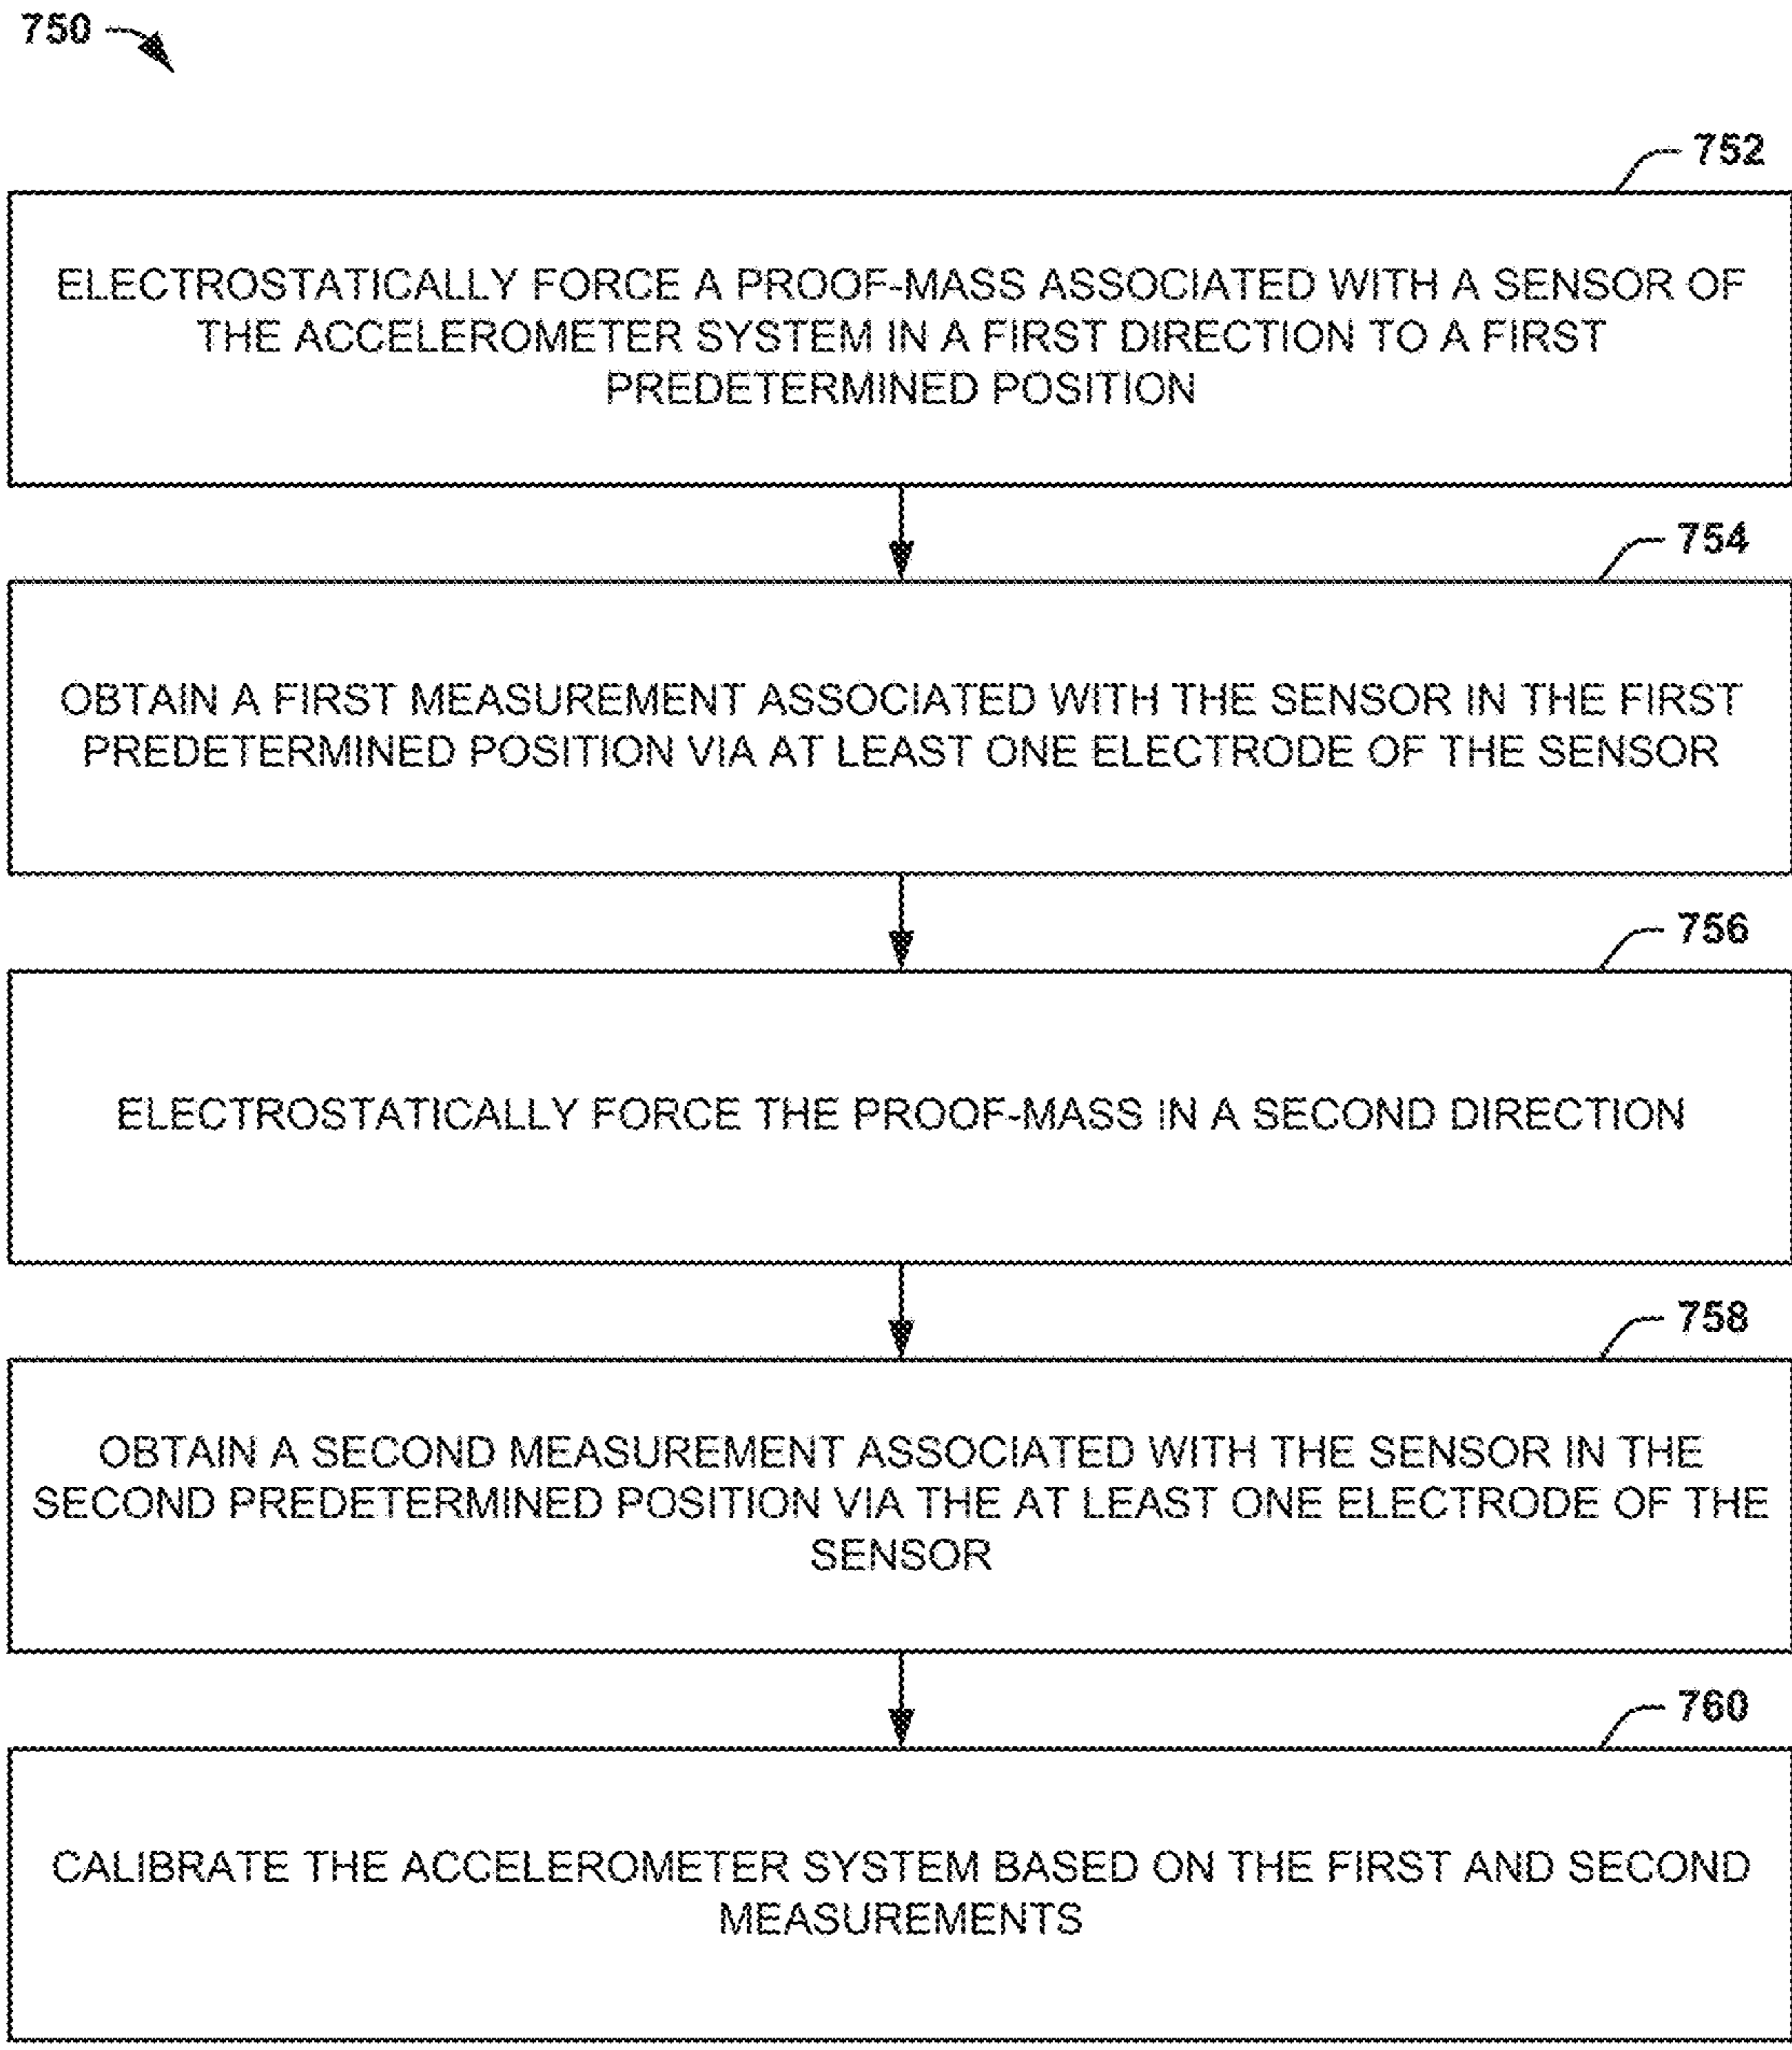 750
752
ELECTROSTATICALLY FORCE A PROOF-MASS ASSOCIATED WITH A SENSOR OF
THE ACCELEROMETER SYSTEM IN A FIRST DIRECTION TO A FIRST
PREDETERMINED POSITION
754
OBTAIN A FIRST MEASUREMENT ASSOCIATED WITH THE SENSOR IN THE FIRST
PREDETERMINED POSITION VIA AT LEAST ONE ELECTRODE OF THE SENSOR
756
ELECTROSTATICALLY FORCE THE PROOF-MASS IN A SECOND DIRECTION
758
OBTAIN A SECOND MEASUREMENT ASSOCIATED WITH THE SENSOR IN THE
SECOND PREDETERMINED POSITION VIA THE AT LEAST ONE ELECTRODE OF THE
SENSOR
760
CALIBRATE THE ACCELEROMETER SYSTEM BASED ON THE FIRST AND SECOND
MEASUREMENTS